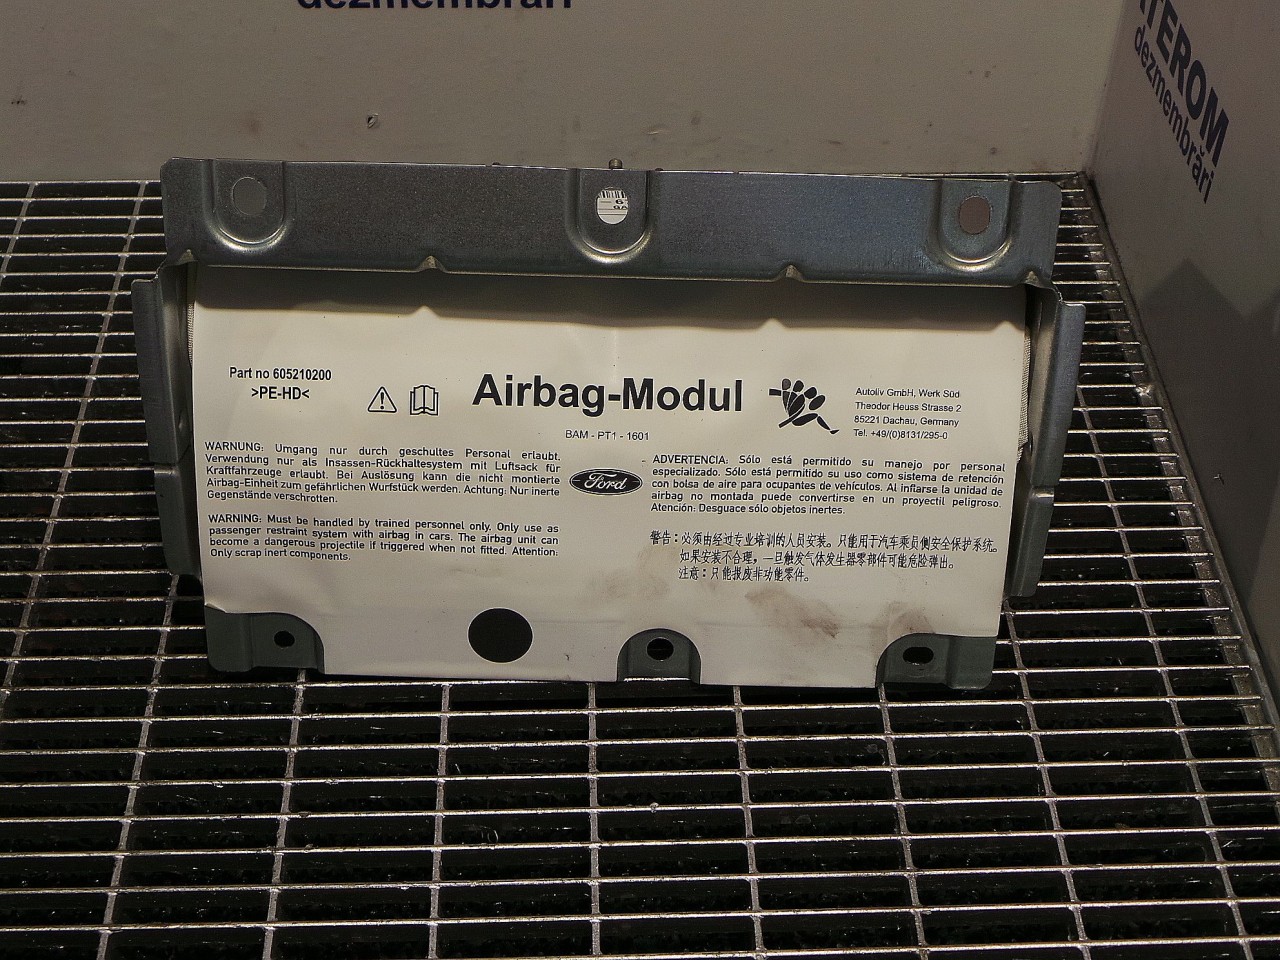 dezmembrări
TEROM
dezmembrări
Part no 605210200
>PE-HD<
Airbag-Modul
BAM - PT1 - 1601
Autoliv GmbH, Werk Süd
Theodor Heuss Strasse 2
85221 Dachau, Germany
Tel. +49/(0)8131/295-0
WARNUNG: Umgang nur durch geschultes Personal erlaubt.
Verwendung nur als Insassen-Rückhaltesystem mit Luftsack für
Kraftfahrzeuge erlaubt. Bei Auslösung kann die nicht montierte
Airbag-Einheit zum gefährlichen Wurfstück werden. Achtung: Nur inerte
Gegenstände verschrotten.
WARNING: Must be handled by trained personnel only. Only use as
passenger restraint system with airbag in cars. The airbag unit can
become a dangerous projectile if triggered when not fitted. Attention:
Only scrap inert components.
Ford
ADVERTENCIA: Sólo está permitido su manejo por personal
especializado. Sólo está permitido su uso como sistema de retención
con bolsa de aire para ocupantes de vehículos. Al inflarse la unidad de
airbag no montada puede convertirse en un proyectil peligroso.
Atención: Desguace sólo objetos inertes.
警告：必须由经过专业培训的人员安装。只能用于汽车乘员侧安全保护系统。
如果安装不合理，一旦触发气体发生器零部件可能危险弹出。
注意：只能报废非功能零件。